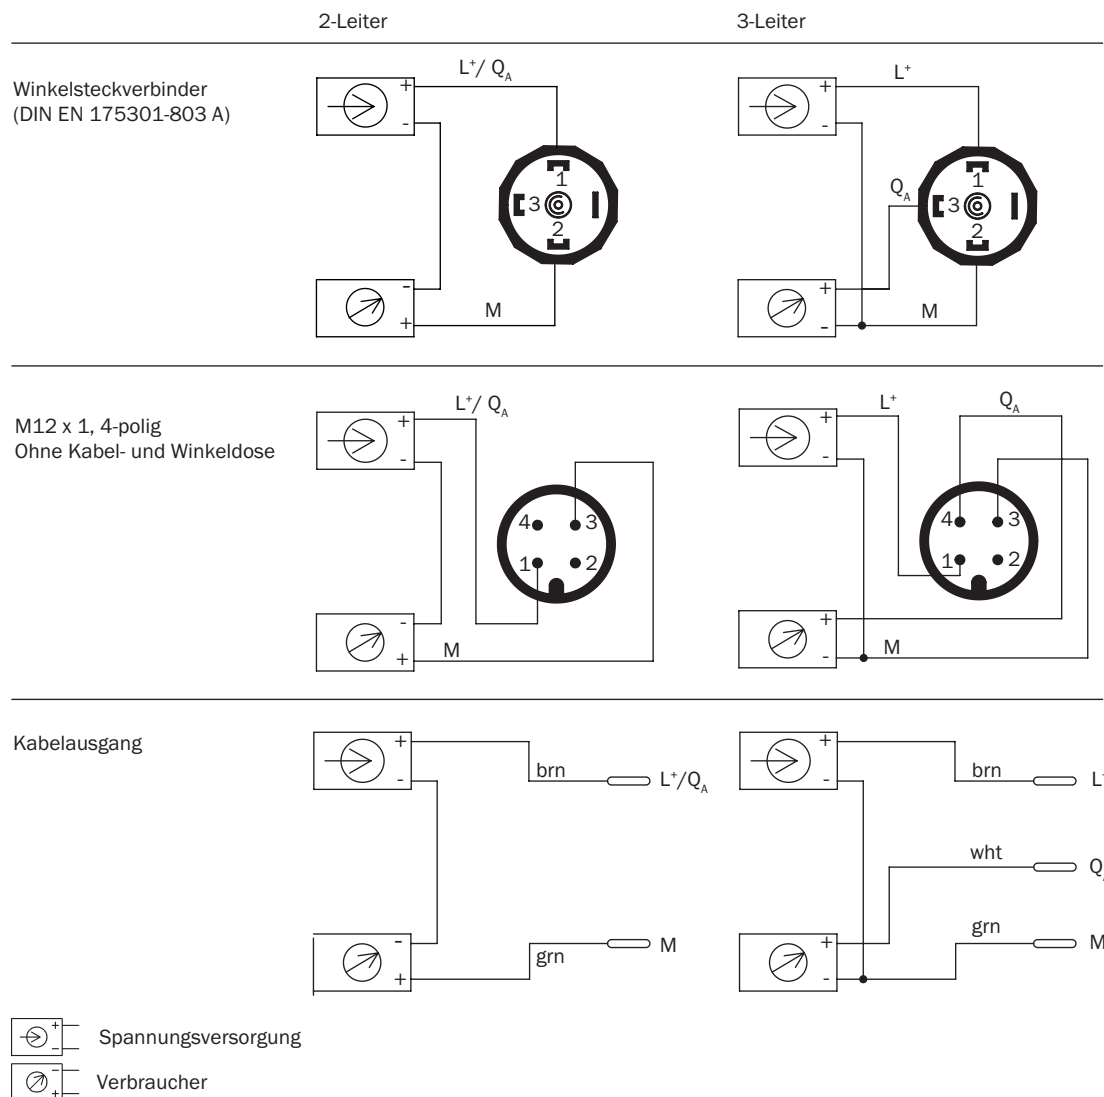 2-Leiter 3-Leiter
Winkelsteckverbinder
(DIN EN 175301-803 A)
L⁺/ Q_A
+
-
1
3
2
-
+
M
L⁺
+
-
Q_A
1
3
2
+
-
M
M12 x 1, 4-polig
Ohne Kabel- und Winkeldose
L⁺/ Q_A
+
-
4 3
1 2
-
+
M
L⁺ Q_A
+
-
4 3
1 2
+
-
M
Kabelausgang
+
-
brn L⁺/Q_A
-
+
grn M
+
-
brn L⁺
wht Q
+
-
grn M
+
-
Spannungsversorgung
-
+
Verbraucher